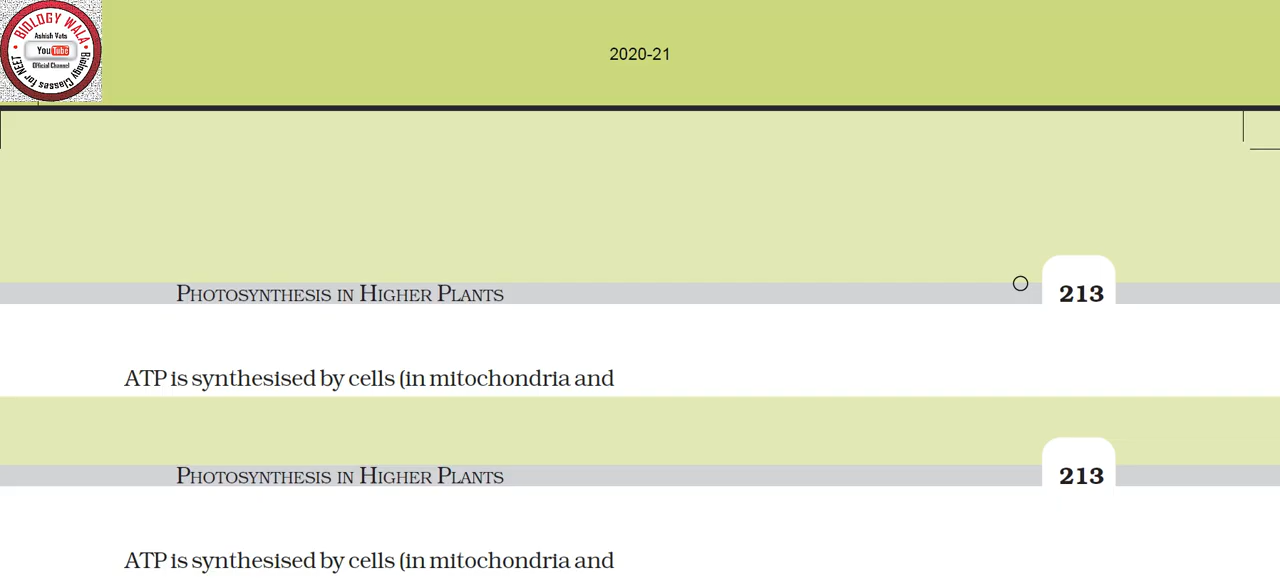 BIOLOGY WALA
Ashish Vats
YouTube
Official Channel
Biology Classes for NEET
2020-21
PHOTOSYNTHESIS IN HIGHER PLANTS
213
ATP is synthesised by cells (in mitochondria and
PHOTOSYNTHESIS IN HIGHER PLANTS
213
ATP is synthesised by cells (in mitochondria and